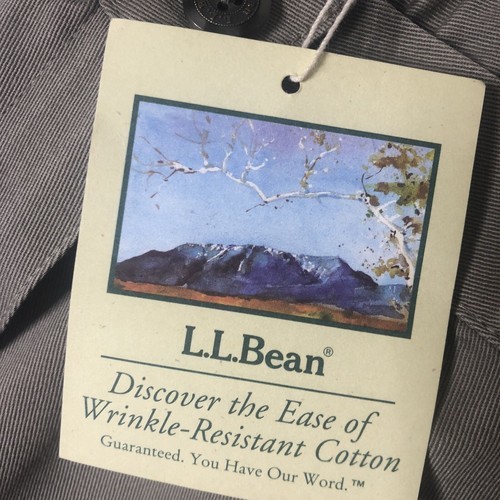 L.L.Bean®
Discover the Ease of
Wrinkle-Resistant Cotton
Guaranteed. You Have Our Word.™